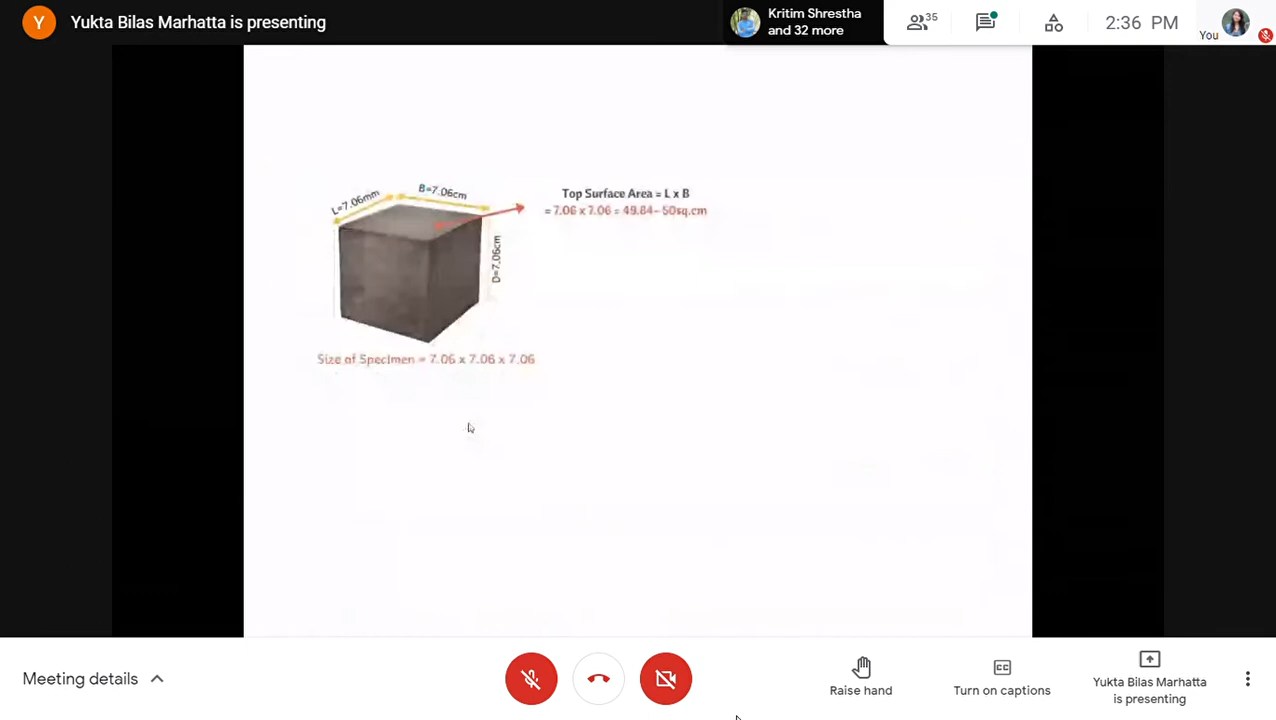 Y
Yukta Bilas Marhatta is presenting
Kritim Shrestha
and 32 more
35
2:36 PM
You
L=7.06mm
B=7.06cm
D=7.06cm
Top Surface Area = L x B
= 7.06 x 7.06 = 49.84~ 50sq.cm
Size of Specimen = 7.06 x 7.06 x 7.06
Meeting details
Raise hand
CC
Turn on captions
Yukta Bilas Marhatta
is presenting